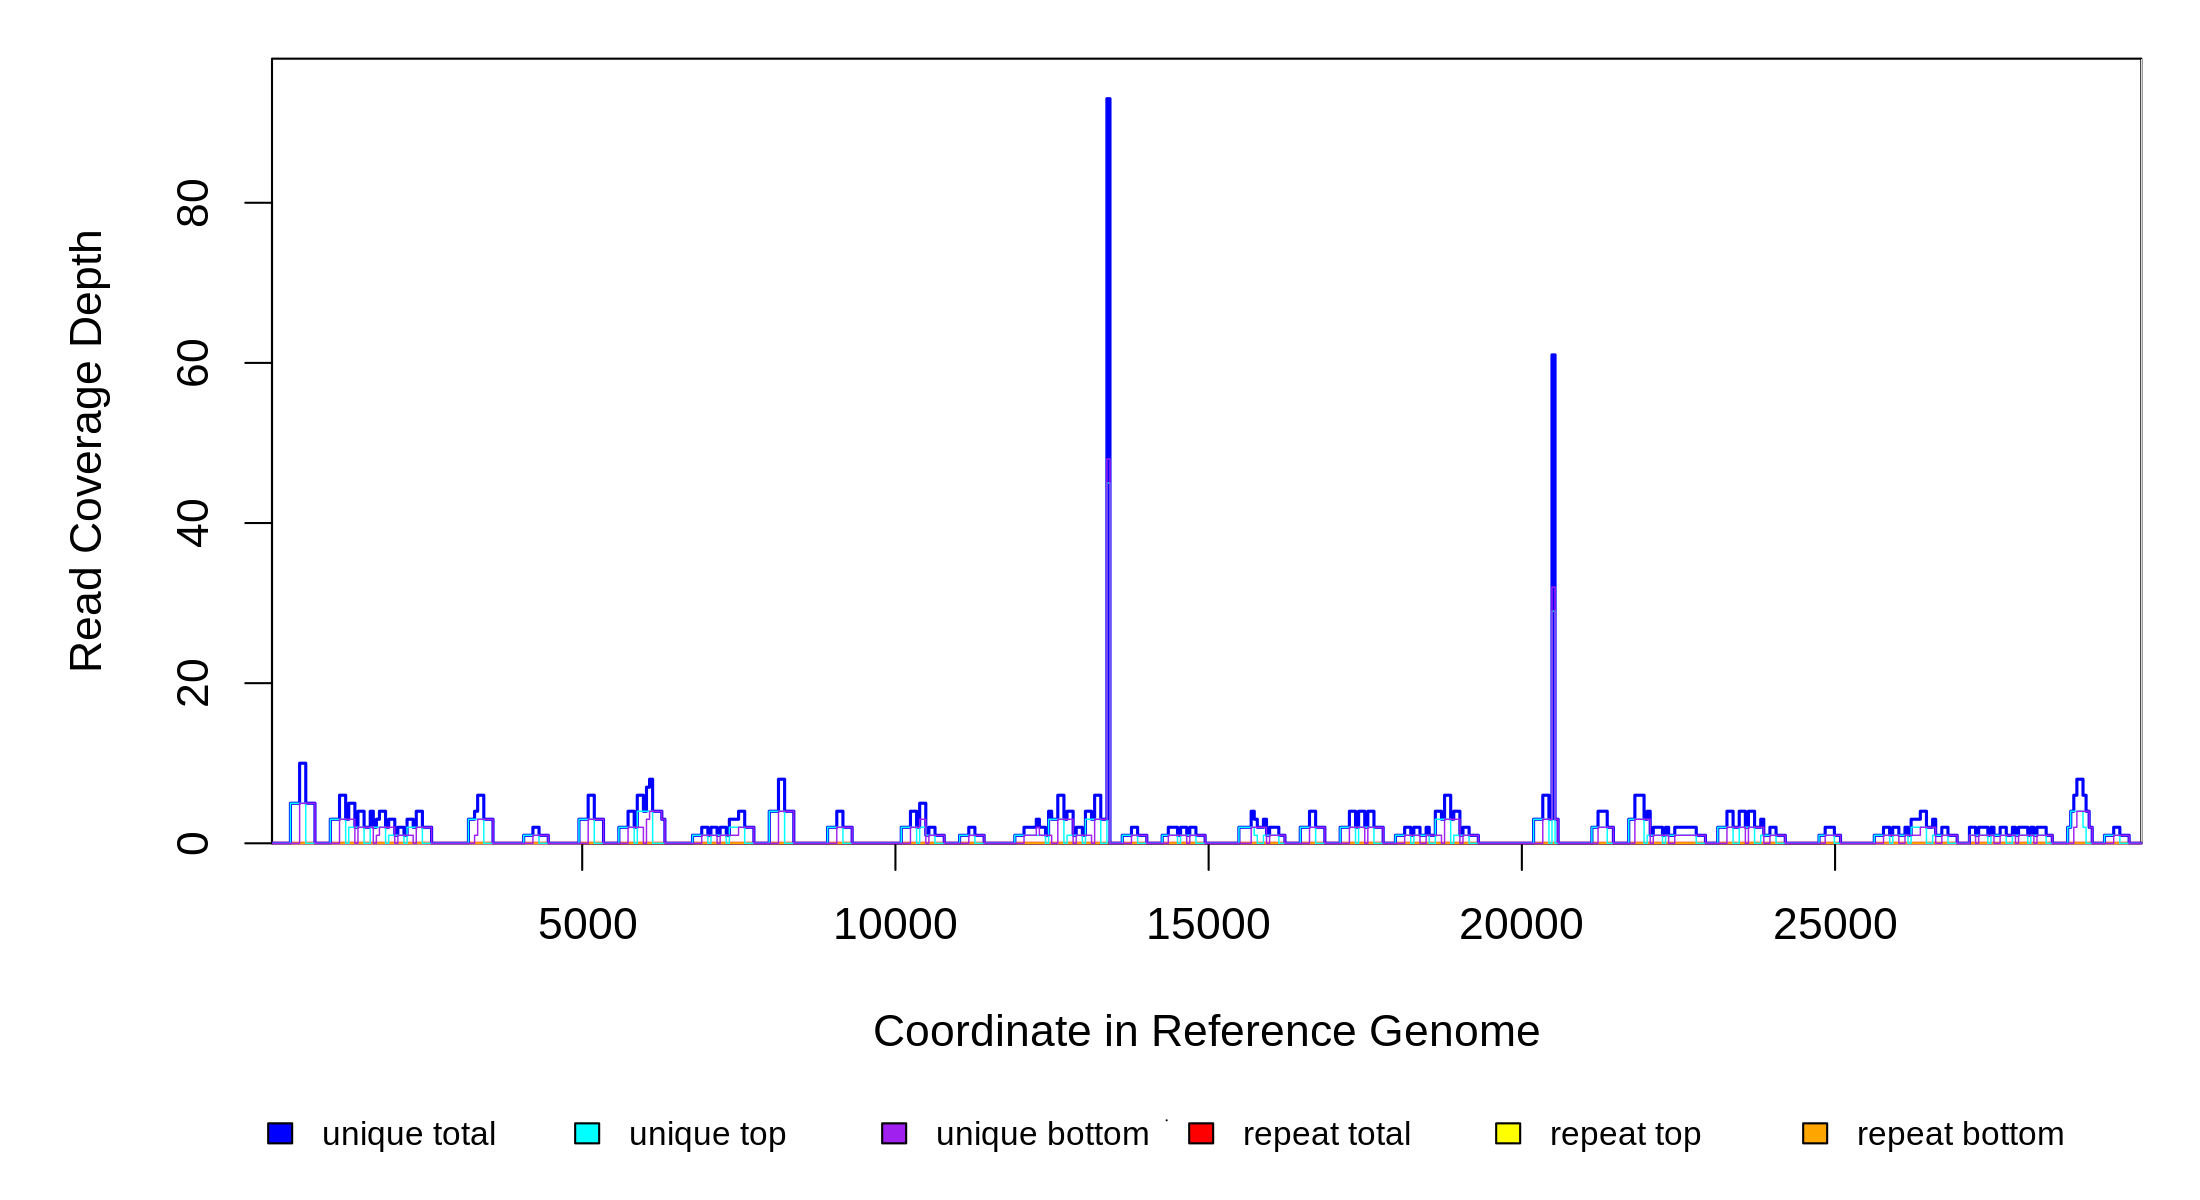 Read Coverage Depth
80
60
40
20
0
5000 10000 15000 20000 25000
Coordinate in Reference Genome
unique total unique top unique bottom repeat total repeat top repeat bottom